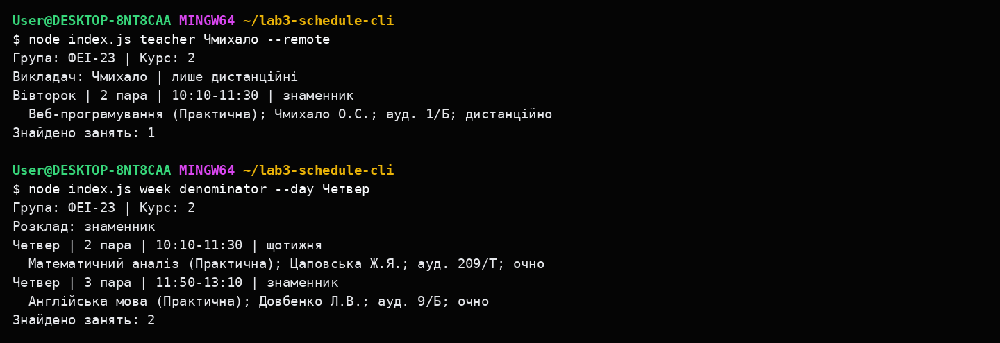 User@DESKTOP-8NT8CAA MINGW64 ~/lab3-schedule-cli
$ node index.js teacher Чмихало --remote
Група: ФЕІ-23 | Курс: 2
Викладач: Чмихало | лише дистанційні
Вівторок | 2 пара | 10:10-11:30 | знаменник
  Веб-програмування (Практична); Чмихало О.С.; ауд. 1/Б; дистанційно
Знайдено занять: 1

User@DESKTOP-8NT8CAA MINGW64 ~/lab3-schedule-cli
$ node index.js week denominator --day Четвер
Група: ФЕІ-23 | Курс: 2
Розклад: знаменник
Четвер | 2 пара | 10:10-11:30 | щотижня
  Математичний аналіз (Практична); Цаповська Ж.Я.; ауд. 209/Т; очно
Четвер | 3 пара | 11:50-13:10 | знаменник
  Англійська мова (Практична); Довбенко Л.В.; ауд. 9/Б; очно
Знайдено занять: 2